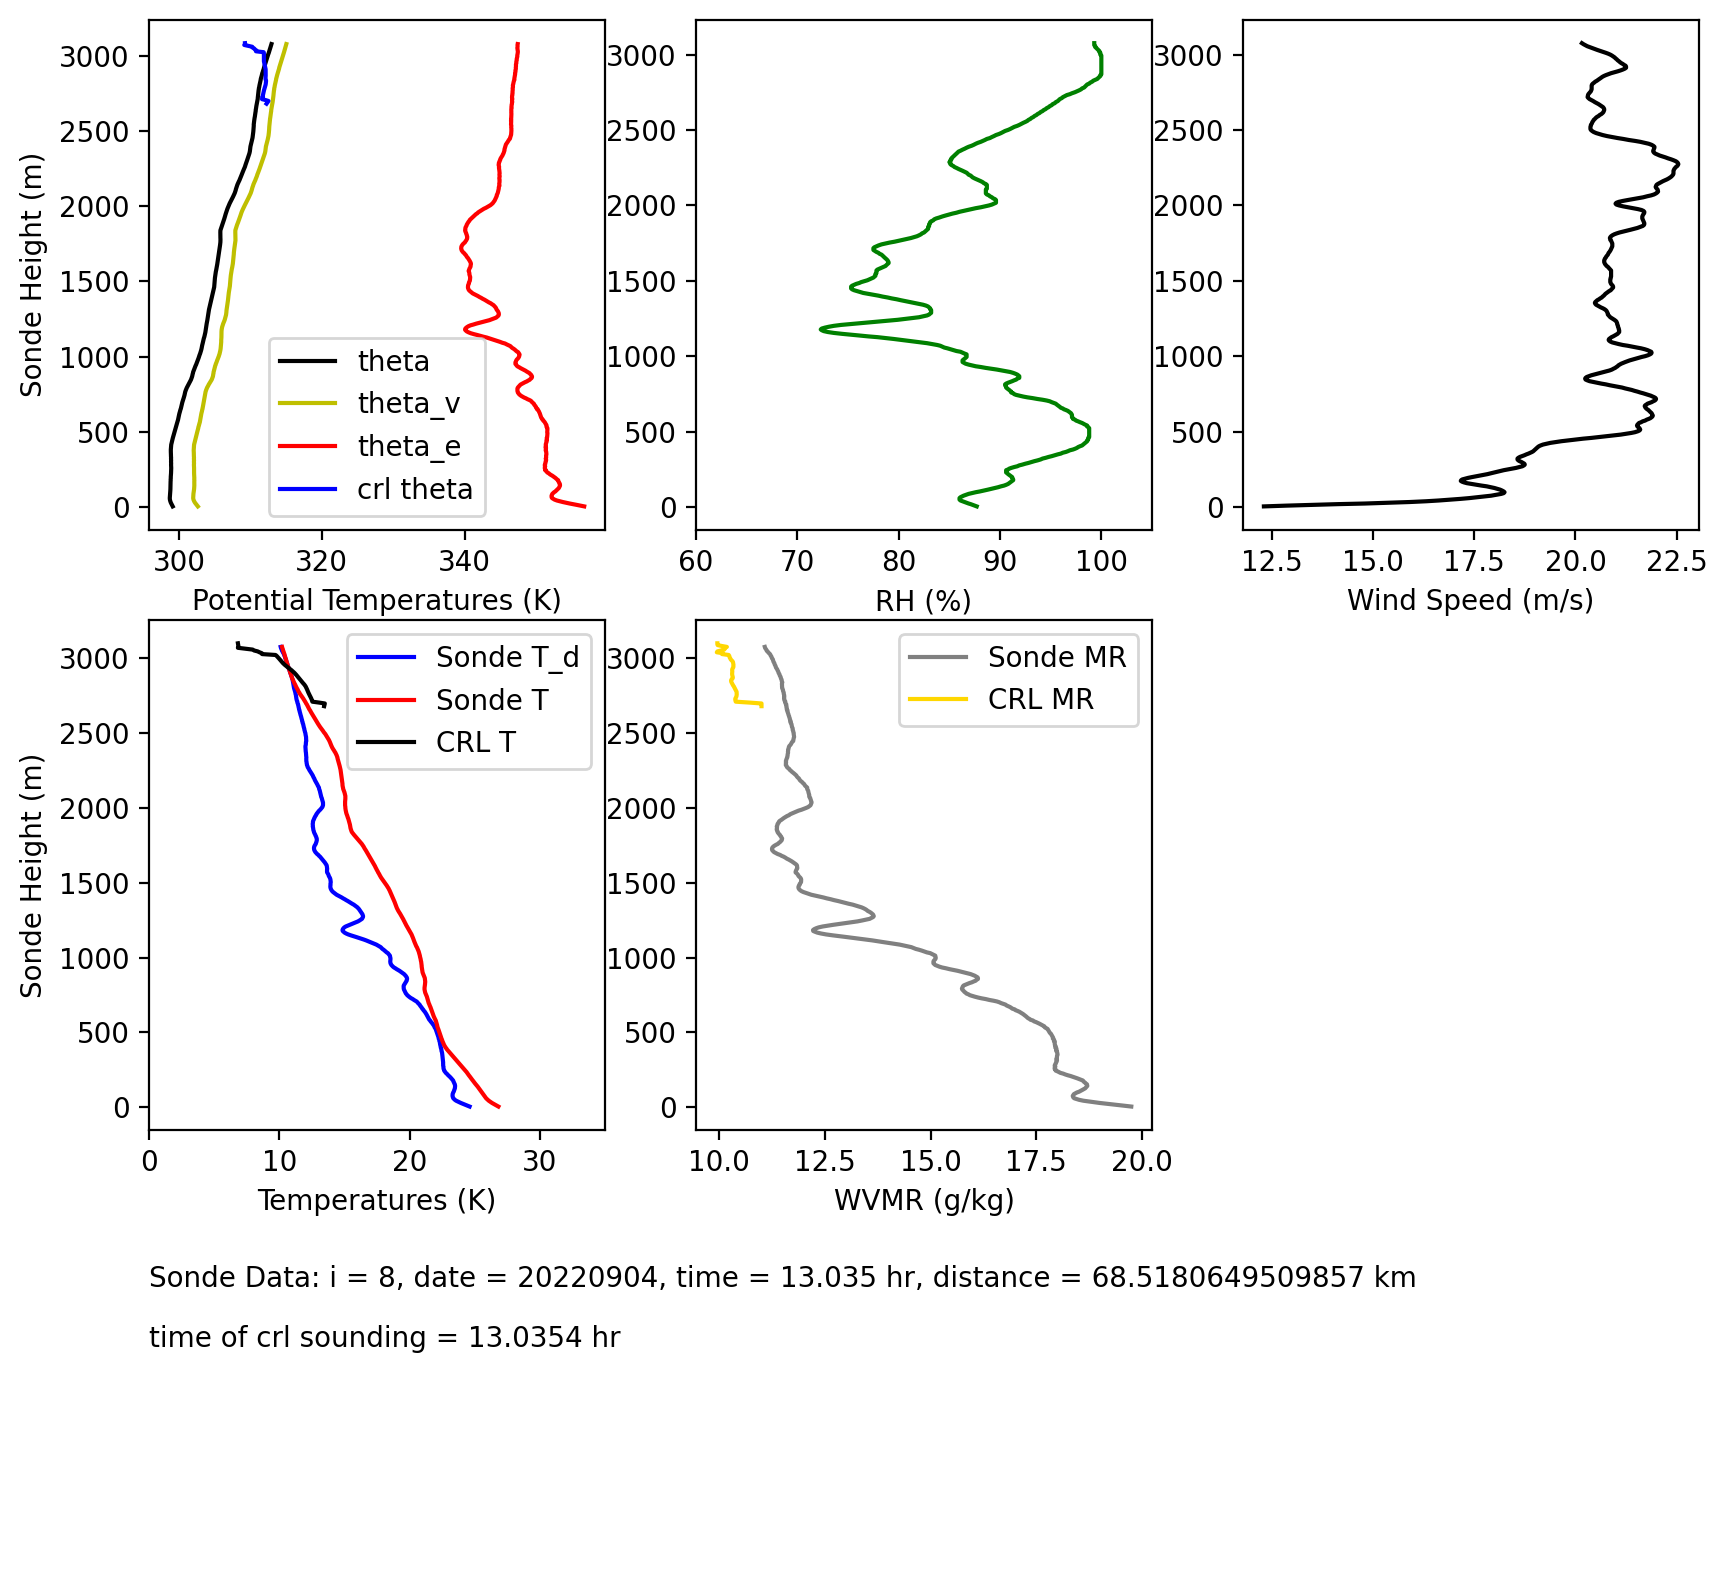 3000
2500
2000
1500
1000
500
0
Sonde Height (m)
300 320 340
Potential Temperatures (K)
theta
theta_v
theta_e
crl theta
3000
2500
2000
1500
1000
500
0
60 70 80 90 100
RH (%)
3000
2500
2000
1500
1000
500
0
12.5 15.0 17.5 20.0 22.5
Wind Speed (m/s)
3000
2500
2000
1500
1000
500
0
Sonde Height (m)
0 10 20 30
Temperatures (K)
Sonde T_d
Sonde T
CRL T
3000
2500
2000
1500
1000
500
0
10.0 12.5 15.0 17.5 20.0
WVMR (g/kg)
Sonde MR
CRL MR
Sonde Data: i = 8, date = 20220904, time = 13.035 hr, distance = 68.5180649509857 km
time of crl sounding = 13.0354 hr